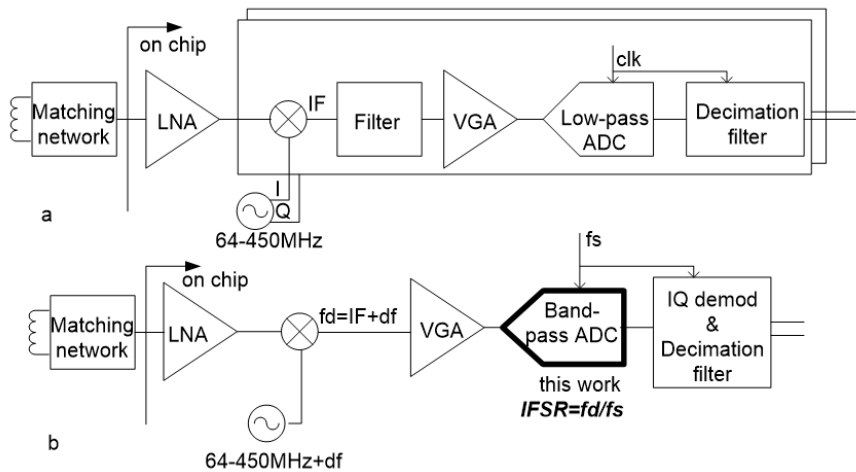 on chip
Matching
network
LNA
IF
Filter
VGA
clk
Low-pass
ADC
Decimation
filter
I
Q
64-450MHz
a
on chip
Matching
network
LNA
fd=IF+df
VGA
fs
Band-
pass ADC
IQ demod
&
Decimation
filter
this work
IFSR=fd/fs
64-450MHz+df
b